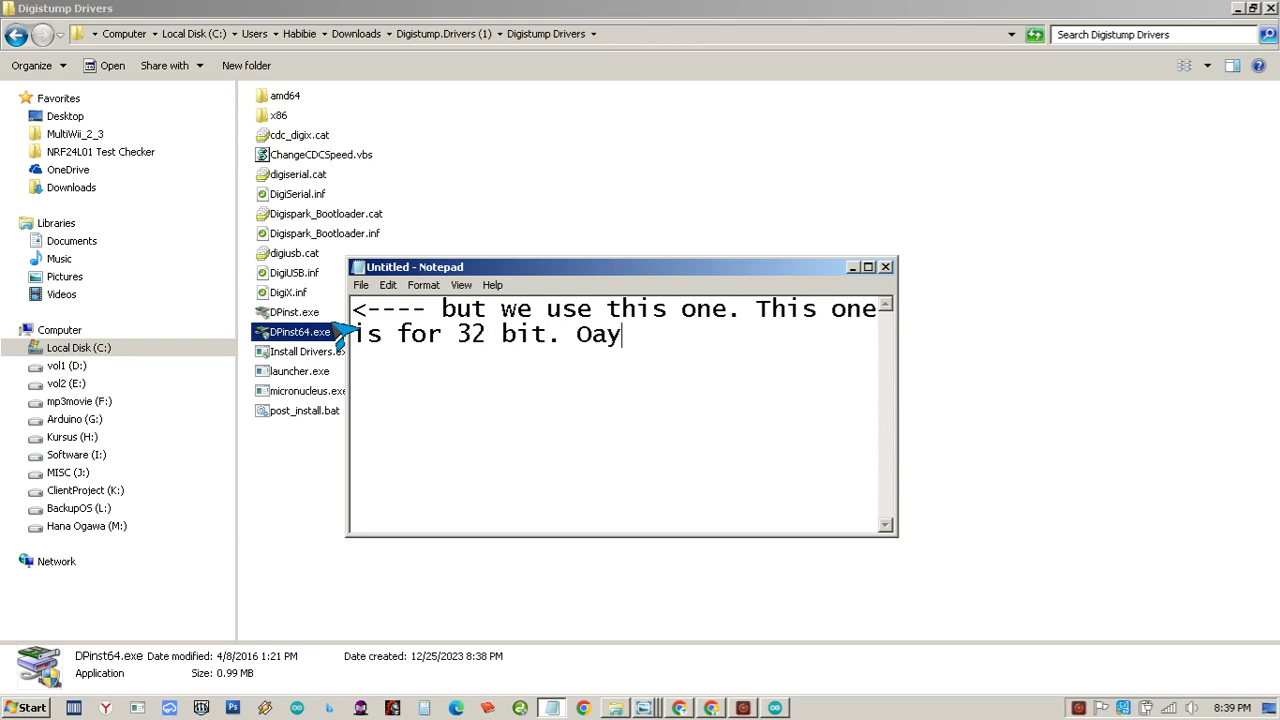 Digistump Drivers
Computer Local Disk (C:) Users Habibie Downloads Digistump.Drivers (1) Digistump Drivers
Search Digistump Drivers
Organize Open Share with New folder
Favorites
Desktop
MultiWii_2_3
NRF24L01 Test Checker
OneDrive
Downloads
Libraries
Documents
Music
Pictures
Videos
Computer
Local Disk (C:)
vol1 (D:)
vol2 (E:)
mp3movie (F:)
Arduino (G:)
Kursus (H:)
Software (I:)
MISC (J:)
ClientProject (K:)
BackupOS (L:)
Hana Ogawa (M:)
Network
amd64
x86
cdc_digix.cat
ChangeCDCSpeed.vbs
digiserial.cat
DigiSerial.inf
Digispark_Bootloader.cat
Digispark_Bootloader.inf
digiusb.cat
DigiUSB.inf
DigiX.inf
DPinst.exe
DPinst64.exe
Install Drivers.ex
launcher.exe
micronucleus.exe
post_install.bat
Untitled - Notepad
File Edit Format View Help
<---- but we use this one. This one
is for 32 bit. Oay
DPinst64.exe Date modified: 4/8/2016 1:21 PM Date created: 12/25/2023 8:38 PM
Application Size: 0.99 MB
Start
8:39 PM